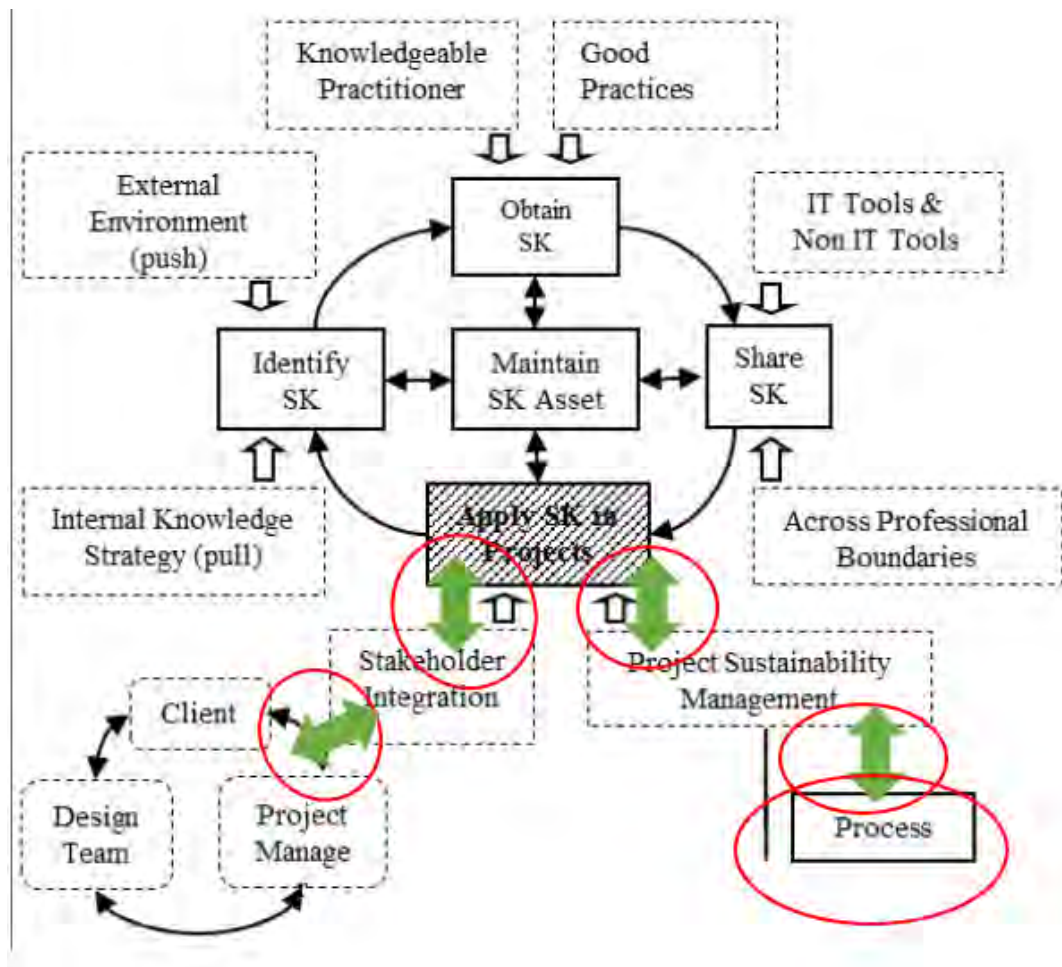 Knowledgeable
Practitioner
Good
Practices
External
Environment
(push)
Obtain
SK
IT Tools &
Non IT Tools
Identify
SK
Maintain
SK Asset
Share
SK
Internal Knowledge
Strategy (pull)
Apply SK in
Projects
Across Professional
Boundaries
Stakeholder
Integration
Project Sustainability
Management
Client
Design
Team
Project
Manage
Process